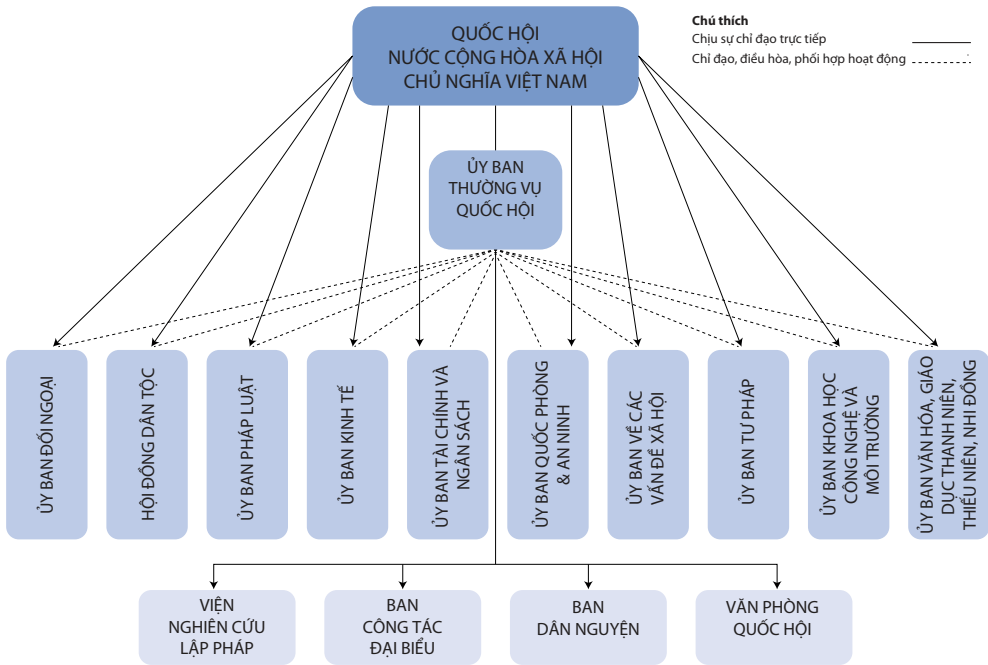 QUỐC HỘI
NƯỚC CỘNG HÒA XÃ HỘI
CHỦ NGHĨA VIỆT NAM
Chú thích
Chịu sự chỉ đạo trực tiếp
Chỉ đạo, điều hòa, phối hợp hoạt động
ỦY BAN
THƯỜNG VỤ
QUỐC HỘI
ỦY BAN ĐỐI NGOẠI
HỘI ĐỒNG DÂN TỘC
ỦY BAN PHÁP LUẬT
ỦY BAN KINH TẾ
ỦY BAN TÀI CHÍNH VÀ
NGÂN SÁCH
ỦY BAN QUỐC PHÒNG
& AN NINH
ỦY BAN VỀ CÁC
VẤN ĐỀ XÃ HỘI
ỦY BAN TƯ PHÁP
ỦY BAN KHOA HỌC
CÔNG NGHỆ VÀ
MÔI TRƯỜNG
ỦY BAN VĂN HÓA, GIÁO
DỤC THANH NIÊN,
THIẾU NIÊN, NHI ĐỒNG
VIỆN
NGHIÊN CỨU
LẬP PHÁP
BAN
CÔNG TÁC
ĐẠI BIỂU
BAN
DÂN NGUYỆN
VĂN PHÒNG
QUỐC HỘI